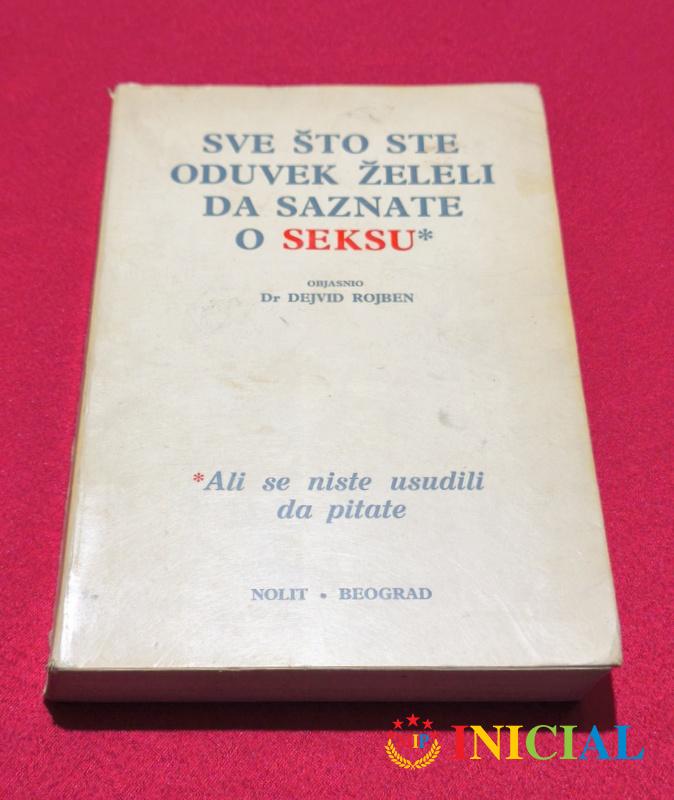 SVE ŠTO STE
ODUVEK ŽELELI
DA SAZNATE
O SEKSU*
OBJASNIO
Dr DEJVID ROJBEN
*Ali se niste usudili
da pitate
NOLIT • BEOGRAD
IP INICIAL